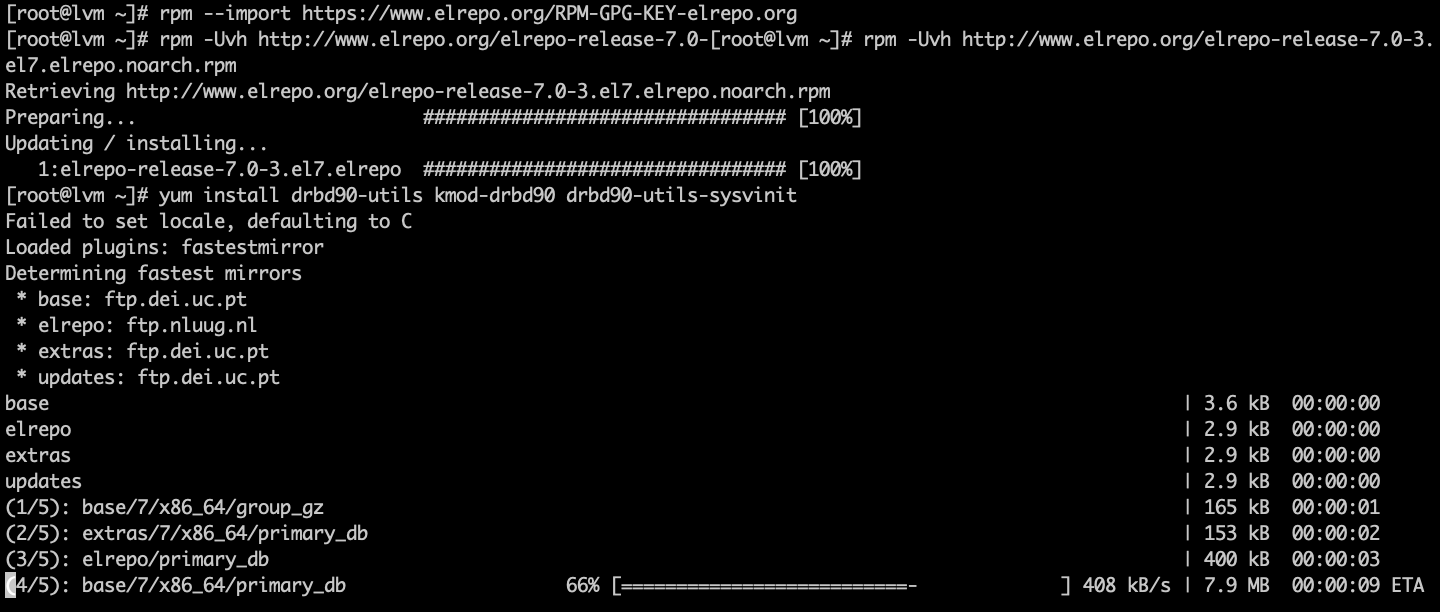 [root@lvm ~]# rpm --import https://www.elrepo.org/RPM-GPG-KEY-elrepo.org
[root@lvm ~]# rpm -Uvh http://www.elrepo.org/elrepo-release-7.0-[root@lvm ~]# rpm -Uvh http://www.elrepo.org/elrepo-release-7.0-3.
el7.elrepo.noarch.rpm
Retrieving http://www.elrepo.org/elrepo-release-7.0-3.el7.elrepo.noarch.rpm
Preparing...                          ################################# [100%]
Updating / installing...
   1:elrepo-release-7.0-3.el7.elrepo  ################################# [100%]
[root@lvm ~]# yum install drbd90-utils kmod-drbd90 drbd90-utils-sysvinit
Failed to set locale, defaulting to C
Loaded plugins: fastestmirror
Determining fastest mirrors
 * base: ftp.dei.uc.pt
 * elrepo: ftp.nluug.nl
 * extras: ftp.dei.uc.pt
 * updates: ftp.dei.uc.pt
base | 3.6 kB  00:00:00
elrepo | 2.9 kB  00:00:00
extras | 2.9 kB  00:00:00
updates | 2.9 kB  00:00:00
(1/5): base/7/x86_64/group_gz | 165 kB  00:00:01
(2/5): extras/7/x86_64/primary_db | 153 kB  00:00:02
(3/5): elrepo/primary_db | 400 kB  00:00:03
(4/5): base/7/x86_64/primary_db 66% [==========================-             ] 408 kB/s | 7.9 MB  00:00:09 ETA